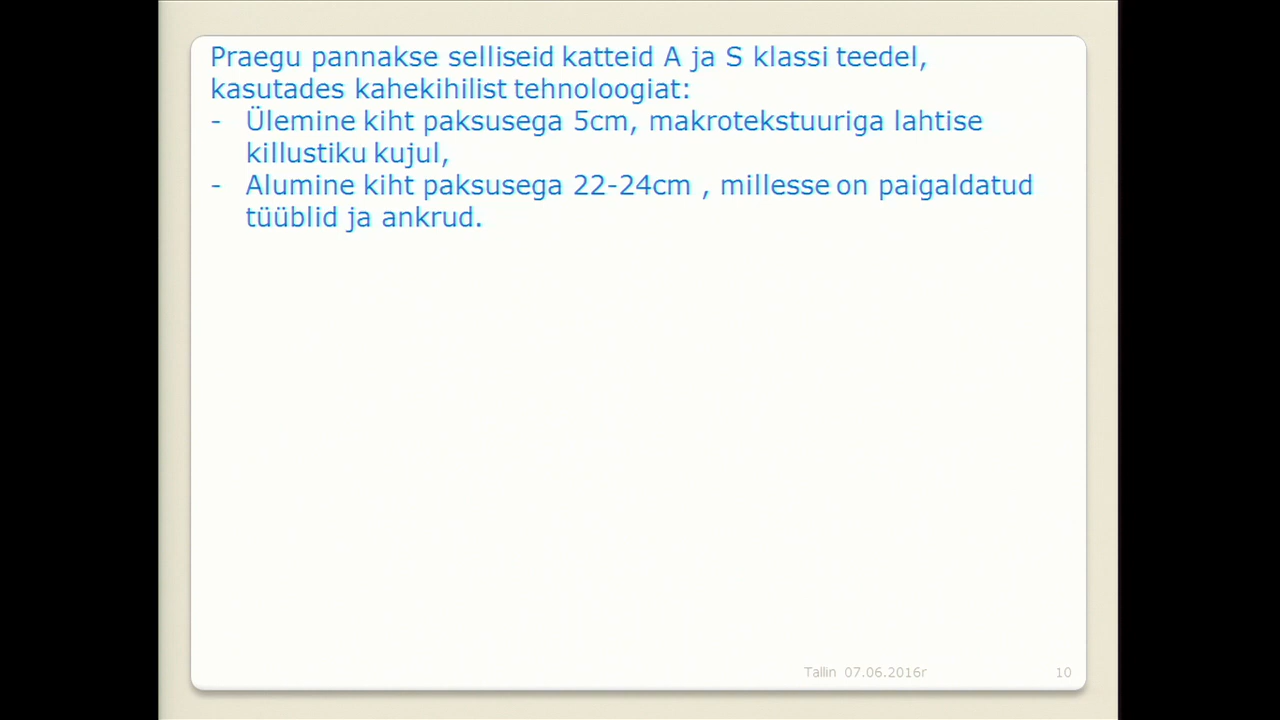 Praegu pannakse selliseid katteid A ja S klassi teedel,
kasutades kahekihilist tehnoloogiat:
- Ülemine kiht paksusega 5cm, makrotekstuuriga lahtise
killustiku kujul,
- Alumine kiht paksusega 22-24cm , millesse on paigaldatud
tüüblid ja ankrud.
Tallin 07.06.2016r 10